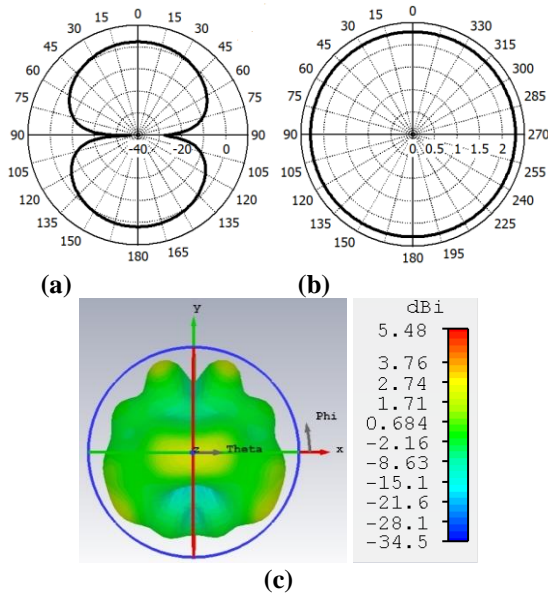 30 15 0 15 30
45 45
60 60
75 75
90 -40 -20 0 90
105 105
120 120
135 135
150 180 165
(a)
30 15 0 330
45 315
60 300
75 285
90 0 0.5 1 1.5 2 270
105 255
120 240
135 225
150 180 195
(b)
y
Phi
z Theta x
dBi
5.48
3.76
2.74
1.71
0.684
-2.16
-8.63
-15.1
-21.6
-28.1
-34.5
(c)